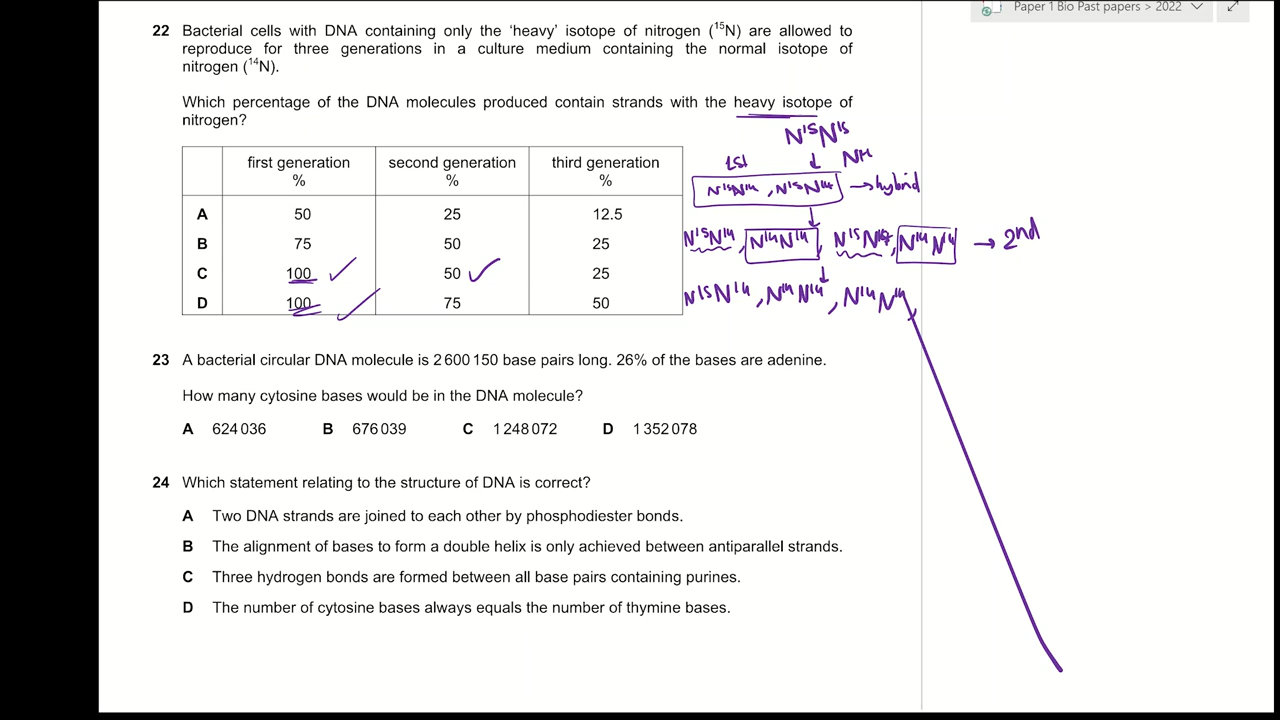 Paper 1 Bio Past papers > 2022
22 Bacterial cells with DNA containing only the ‘heavy’ isotope of nitrogen (¹⁵N) are allowed to
reproduce for three generations in a culture medium containing the normal isotope of
nitrogen (¹⁴N).
Which percentage of the DNA molecules produced contain strands with the heavy isotope of
nitrogen?
first generation % second generation % third generation %
A 50 25 12.5
B 75 50 25
C 100 50 25
D 100 75 50
N¹⁵N¹⁵
1st
N¹⁵N¹⁴, N¹⁵N¹⁴ → hybrid
N¹⁵N¹⁴, N¹⁴N¹⁴, N¹⁵N¹⁴, N¹⁴N¹⁴ → 2nd
N¹⁵N¹⁴, N¹⁴N¹⁴, N¹⁴N¹⁴
23 A bacterial circular DNA molecule is 2 600 150 base pairs long. 26% of the bases are adenine.
How many cytosine bases would be in the DNA molecule?
A 624 036 B 676 039 C 1 248 072 D 1 352 078
24 Which statement relating to the structure of DNA is correct?
A Two DNA strands are joined to each other by phosphodiester bonds.
B The alignment of bases to form a double helix is only achieved between antiparallel strands.
C Three hydrogen bonds are formed between all base pairs containing purines.
D The number of cytosine bases always equals the number of thymine bases.